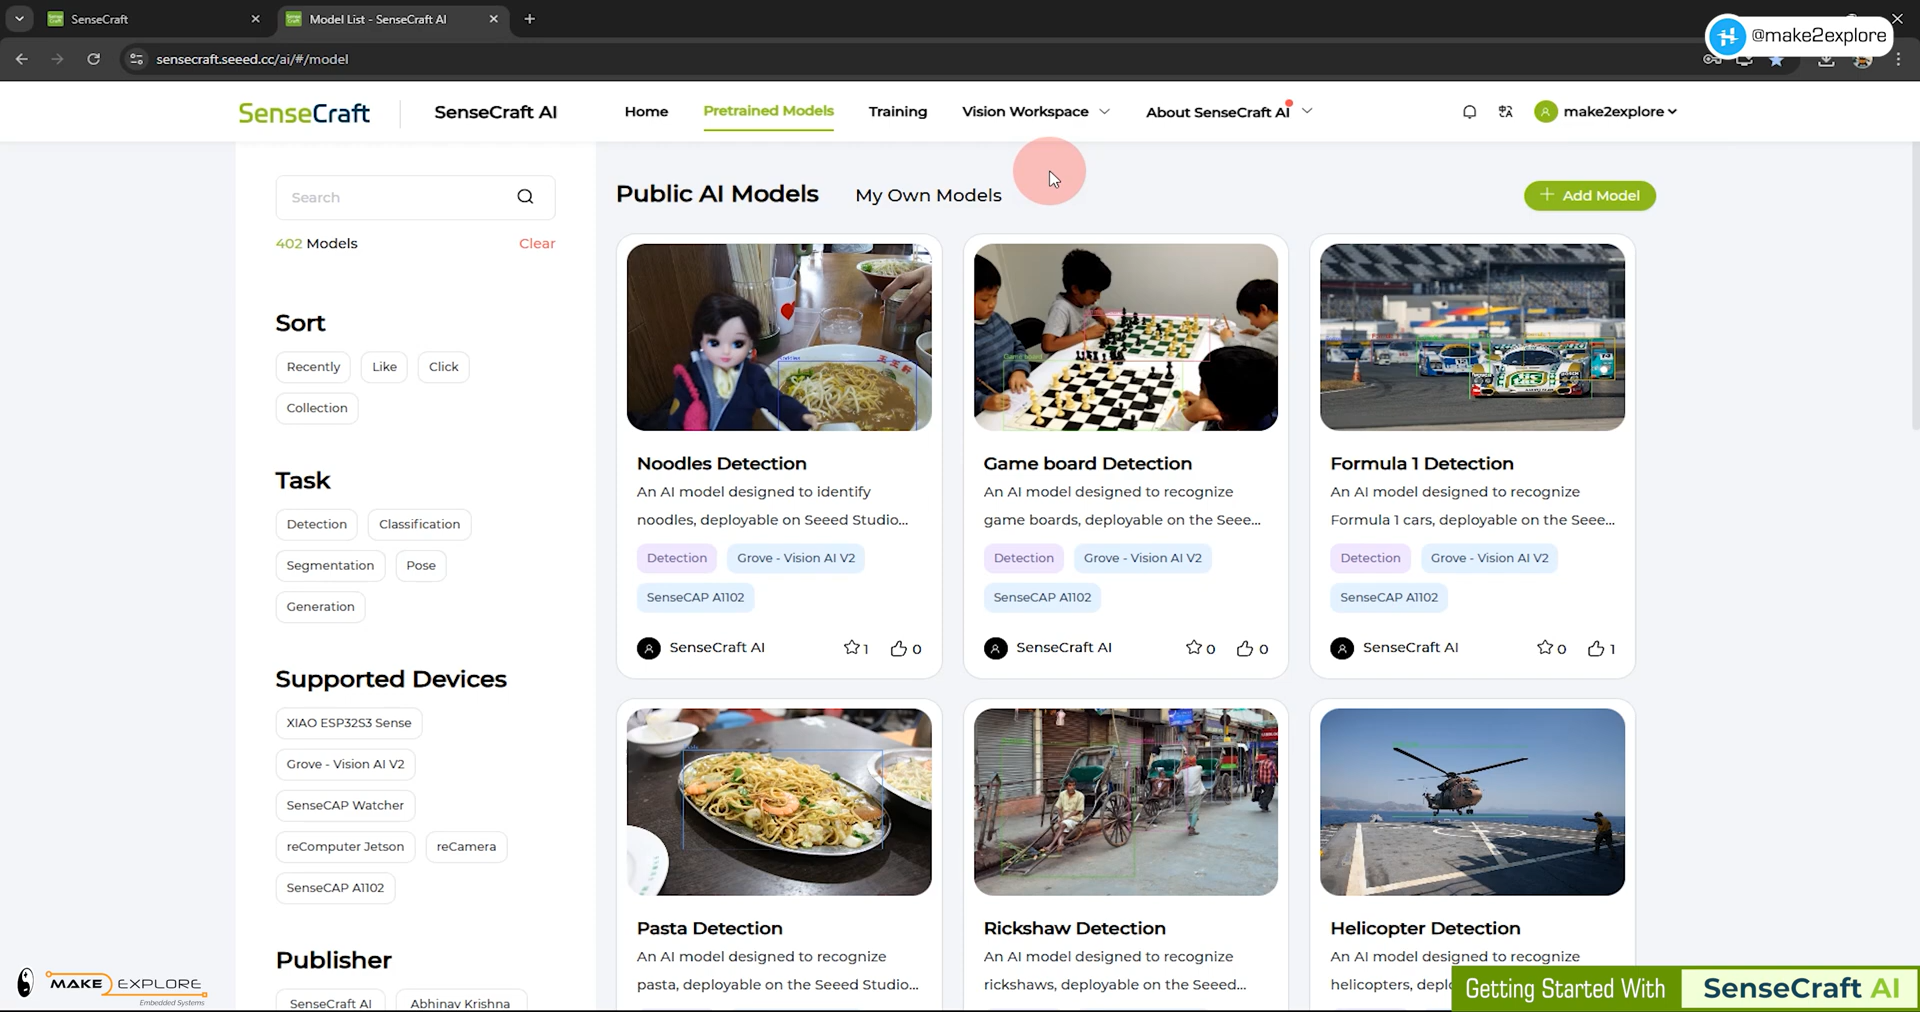 SenseCraft
Model List - SenseCraft AI
sensecraft.seeed.cc/ai/#/model
@make2explore
SenseCraft
SenseCraft AI
Home
Pretrained Models
Training
Vision Workspace
About SenseCraft AI
make2explore
Search
402 Models
Clear
Sort
Recently
Like
Click
Collection
Task
Detection
Classification
Segmentation
Pose
Generation
Supported Devices
XIAO ESP32S3 Sense
Grove - Vision AI V2
SenseCAP Watcher
reComputer Jetson
reCamera
SenseCAP A1102
Publisher
SenseCraft AI
Abhinav Krishna
Public AI Models
My Own Models
+ Add Model
Noodles Detection
An AI model designed to identify
noodles, deployable on Seeed Studio...
Detection
Grove - Vision AI V2
SenseCAP A1102
SenseCraft AI
1
0
Game board Detection
An AI model designed to recognize
game boards, deployable on the Seee...
Detection
Grove - Vision AI V2
SenseCAP A1102
SenseCraft AI
0
0
Formula 1 Detection
An AI model designed to recognize
Formula 1 cars, deployable on the Seee...
Detection
Grove - Vision AI V2
SenseCAP A1102
SenseCraft AI
0
1
Pasta Detection
An AI model designed to recognize
pasta, deployable on the Seeed Studio...
Rickshaw Detection
An AI model designed to recognize
rickshaws, deployable on the Seeed...
Helicopter Detection
An AI model designed to recognize
helicopters,
MAKE 2 EXPLORE
Embedded Systems
Getting Started With
SenseCraft AI